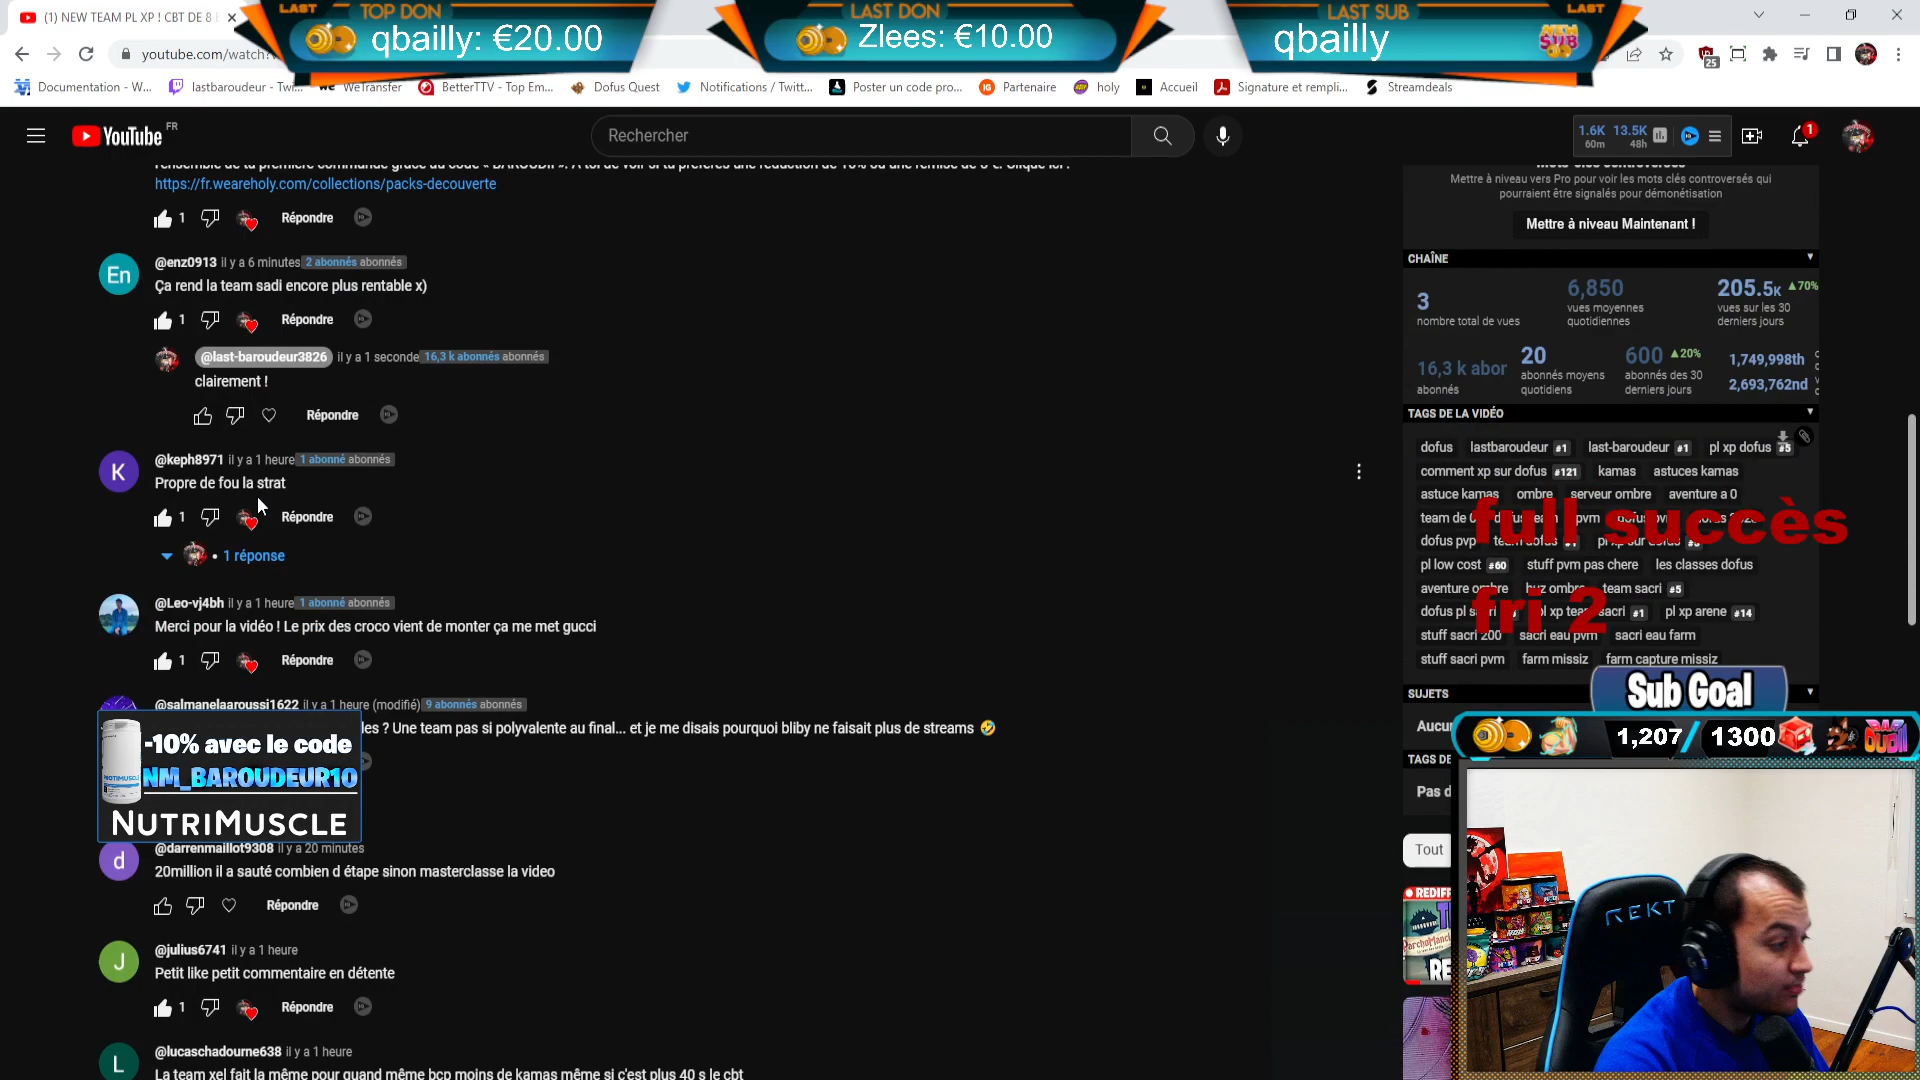 LAST TOP DON
qbailly: €20.00
LAST DON
Zlees: €10.00
LAST SUB LAST
qbailly
NEW SUB
(1) NEW TEAM PL XP ! CBT DE 8
youtube.com/watch?
25
Documentation - W...
lastbaroudeur - Twi...
WeTransfer
BetterTTV - Top Em...
Dofus Quest
Notifications / Twitt...
Poster un code pro...
Partenaire
holy
Accueil
Signature et rempli...
Streamdeals
YouTube FR
Rechercher
1.6K 13.5K
60m 48h
1
https://fr.weareholy.com/collections/packs-decouverte
1 Répondre
En
@enz0913 il y a 6 minutes 2 abonnés abonnés
Ça rend la team sadi encore plus rentable x)
1 Répondre
@last-baroudeur3826 il y a 1 seconde 16,3 k abonnés abonnés
clairement !
Répondre
K
@keph8971 il y a 1 heure 1 abonné abonnés
Propre de fou la strat
1 Répondre
• 1 réponse
@Leo-vj4bh il y a 1 heure 1 abonné abonnés
Merci pour la vidéo ! Le prix des croco vient de monter ça me met gucci
1 Répondre
@salmanelaaroussi1622 il y a 1 heure (modifié) 9 abonnés abonnés
les ? Une team pas si polyvalente au final... et je me disais pourquoi bliby ne faisait plus de streams 🤣
-10% avec le code
NM_BAROUDEUR10
NUTRIMUSCLE
d
@darrenmaillot9308 il y a 20 minutes
20million il a sauté combien d étape sinon masterclasse la video
Répondre
J
@julius6741 il y a 1 heure
Petit like petit commentaire en détente
1 Répondre
L
@lucaschadourne638 il y a 1 heure
La team xel fait la même pour quand même bcp moins de kamas même si c'est plus 40 s le cbt
Mots clés controversés
Mettre à niveau vers Pro pour voir les mots clés controversés qui
pourraient être signalés pour démonétisation
Mettre à niveau Maintenant !
CHAÎNE
3
nombre total de vues
6,850
vues moyennes
quotidiennes
205.5K ▲70%
vues sur les 30
derniers jours
16,3 k abor
abonnés
20
abonnés moyens
quotidiens
600 ▲20%
abonnés des 30
derniers jours
1,749,998th
2,693,762nd
TAGS DE LA VIDÉO
dofus lastbaroudeur #1 last-baroudeur #1 pl xp dofus #5
comment xp sur dofus #121 kamas astuces kamas
astuce kamas ombre serveur ombre aventure a 0
team de pvm
dofus pvp team dofus
pl low cost #60 stuff pvm pas chere les classes dofus
aventure ombre buz ombre team sacri #5
dofus pl sacri pl xp team sacri #1 pl xp arene #14
stuff sacri 200 sacri eau pvm sacri eau farm
stuff sacri pvm farm missiz farm capture missiz
full succès
fri 2
SUJETS
Aucu
TAGS DE
Pas d
Tout
Sub Goal
1,207/ 1300
REDIFF
RE
REKT